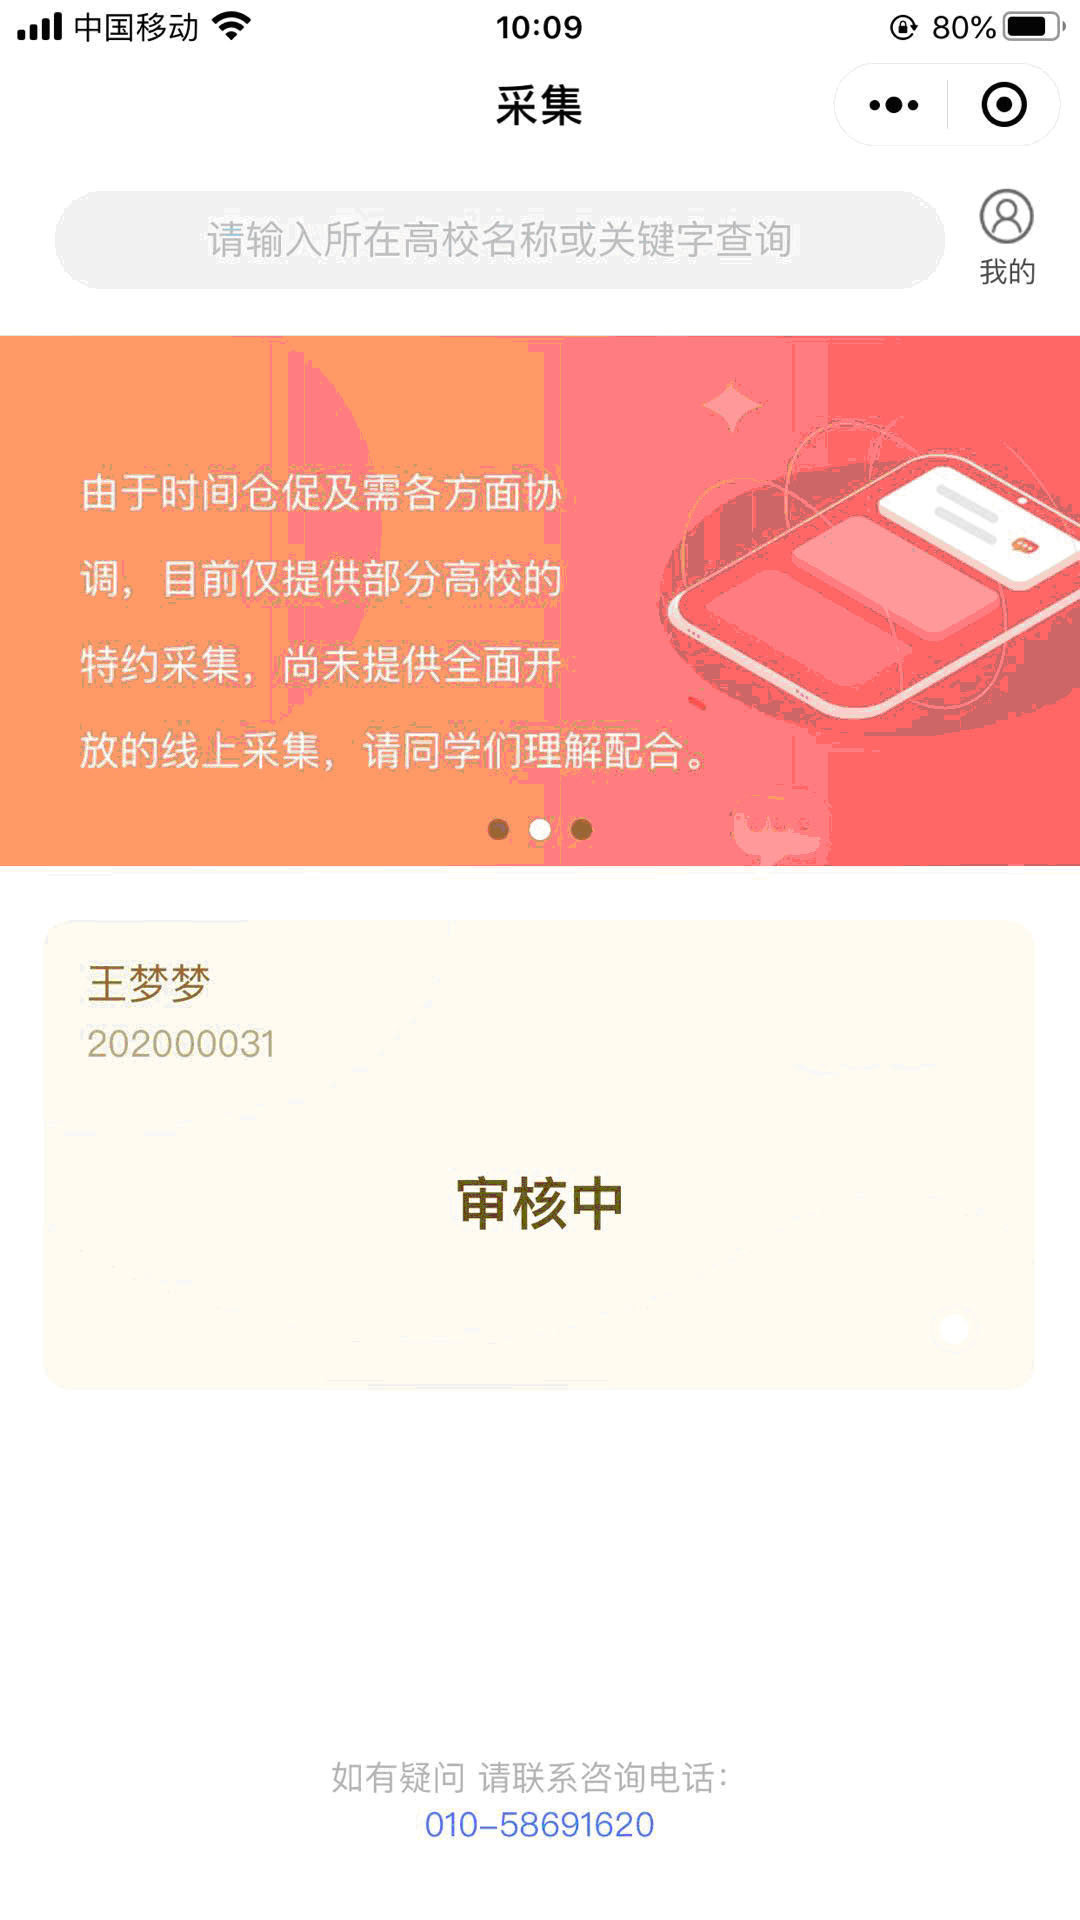 中国移动
10:09
80%
采集
请输入所在高校名称或关键字查询
我的
由于时间仓促及需各方面协
调，目前仅提供部分高校的
特约采集，尚未提供全面开
放的线上采集，请同学们理解配合。
王梦梦
202000031
审核中
如有疑问 请联系咨询电话：
010-58691620